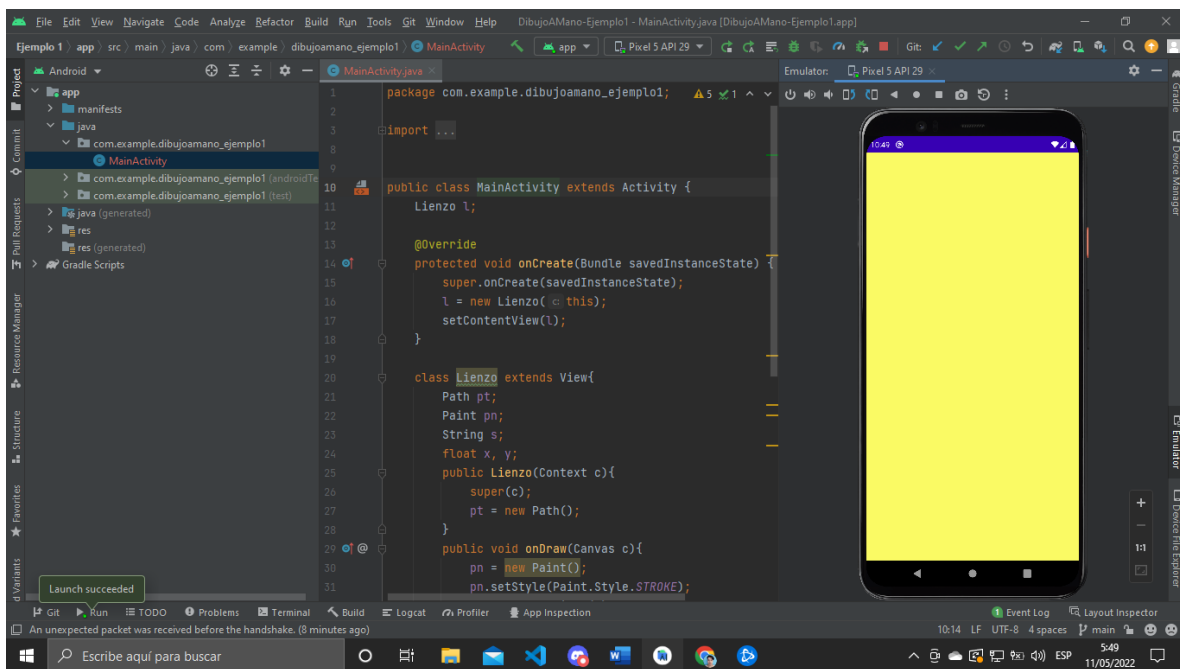 File Edit View Navigate Code Analyze Refactor Build Run Tools Git Window Help DibujoAMano-Ejemplo1 - MainActivity.java [DibujoAMano-Ejemplo1.app]
Ejemplo 1 app src main java com example dibujoamano_ejemplo1 MainActivity app Pixel 5 API 29 Git:
Project
Android
MainActivity.java
Emulator: Pixel 5 API 29
Gradle
app
manifests
java
com.example.dibujoamano_ejemplo1
MainActivity
com.example.dibujoamano_ejemplo1 (androidTe
com.example.dibujoamano_ejemplo1 (test)
java (generated)
res
res (generated)
Gradle Scripts
Commit
Pull Requests
Resource Manager
Structure
Favorites
d Variants
1 package com.example.dibujoamano_ejemplo1; 5 1
2
3 import ...
8
9
10 public class MainActivity extends Activity {
11 Lienzo l;
12
13 @Override
14 protected void onCreate(Bundle savedInstanceState) {
15 super.onCreate(savedInstanceState);
16 l = new Lienzo( c: this);
17 setContentView(l);
18 }
19
20 class Lienzo extends View{
21 Path pt;
22 Paint pn;
23 String s;
24 float x, y;
25 public Lienzo(Context c){
26 super(c);
27 pt = new Path();
28 }
29 @ public void onDraw(Canvas c){
30 pn = new Paint();
31 pn.setStyle(Paint.Style.STROKE);
10:49
1:1
Device Manager
Emulator
Device File Explorer
Launch succeeded
Git Run TODO Problems Terminal Build Logcat Profiler App Inspection 1 Event Log Layout Inspector
An unexpected packet was received before the handshake. (8 minutes ago) 10:14 LF UTF-8 4 spaces main
Escribe aquí para buscar
ESP
5:49
11/05/2022